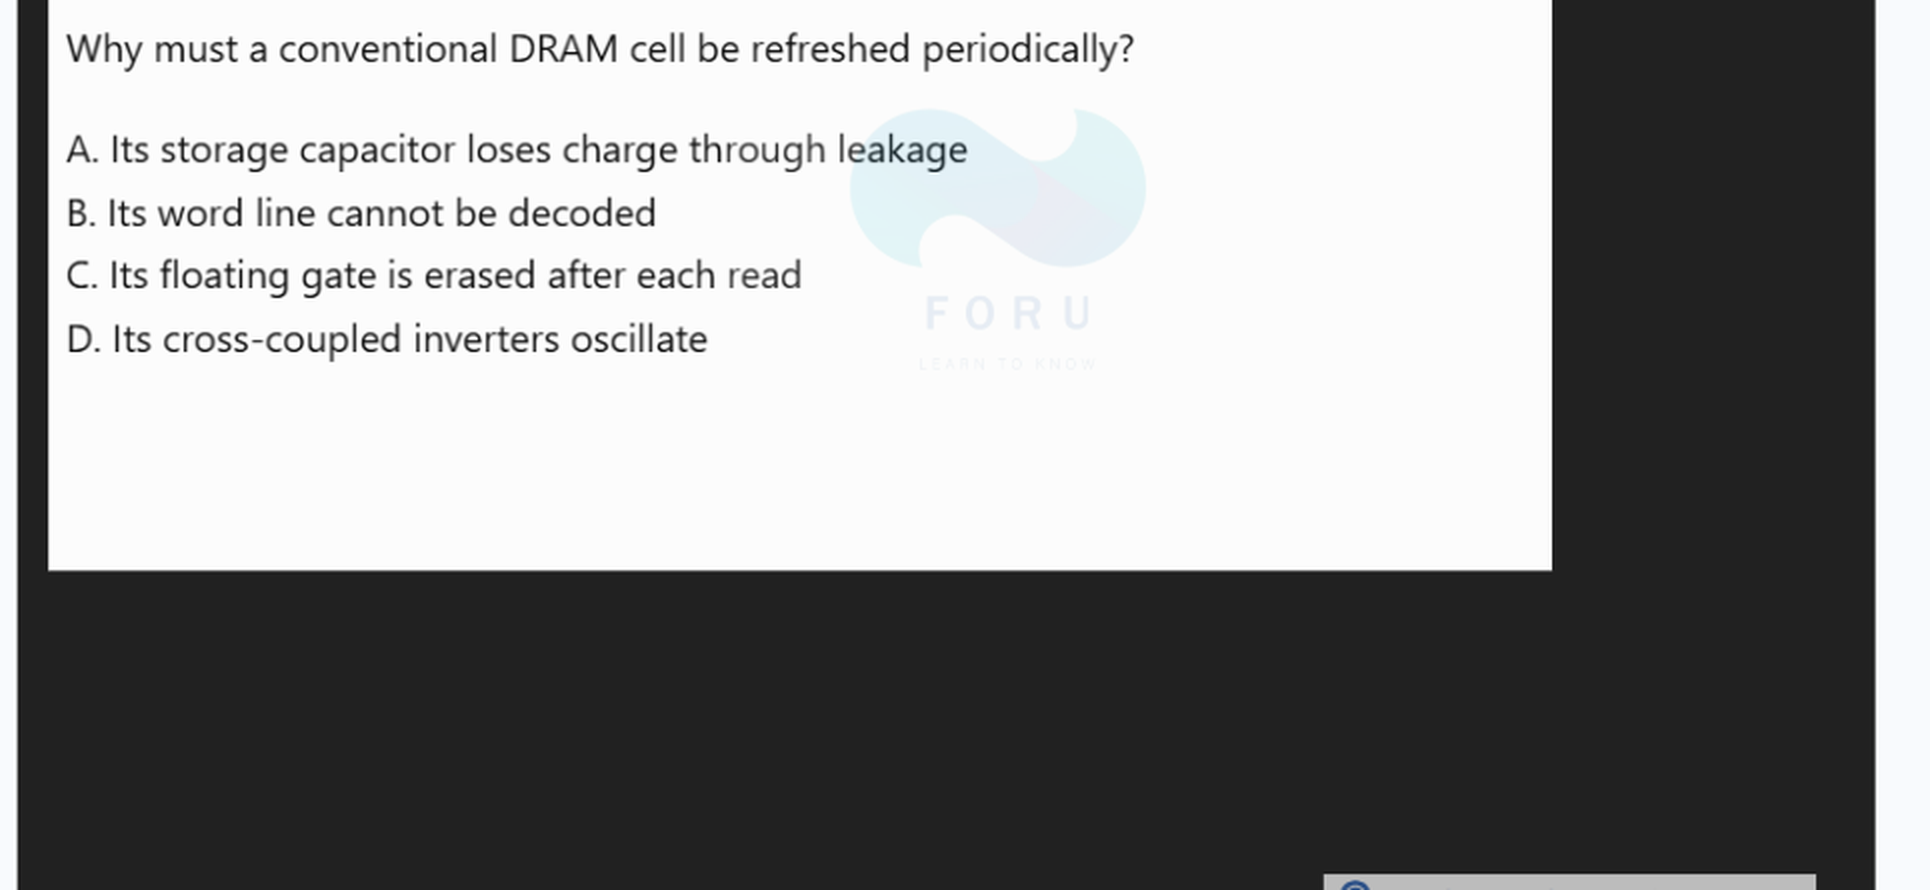 Why must a conventional DRAM cell be refreshed periodically?
A. Its storage capacitor loses charge through leakage
B. Its word line cannot be decoded
C. Its floating gate is erased after each read
D. Its cross-coupled inverters oscillate
FORU
LEARN TO KNOW